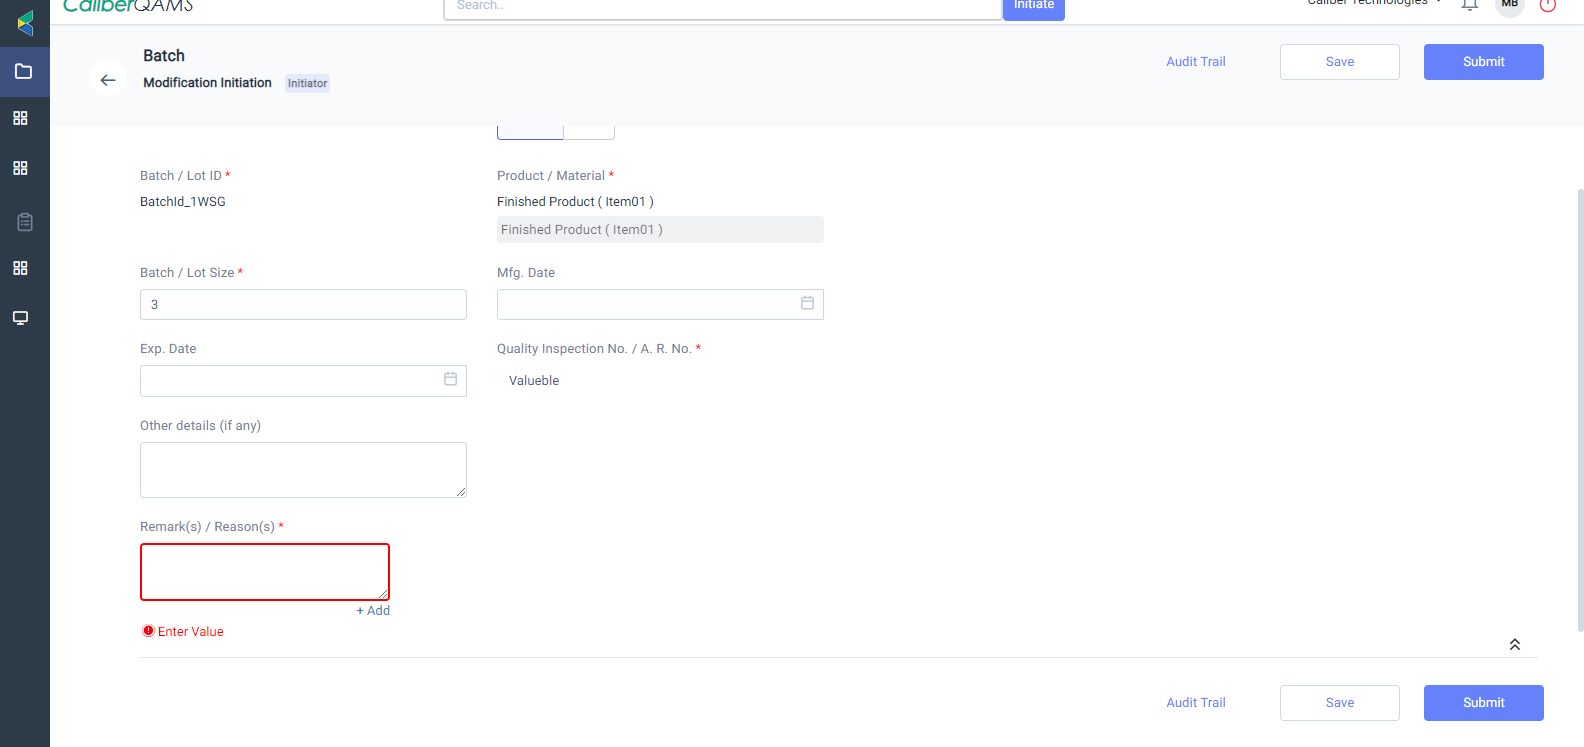 CaliberQAMS
Search..
Initiate
Caliber Technologies
MB
Batch
Modification Initiation
Initiator
Audit Trail
Save
Submit
Batch / Lot ID *
BatchId_1WSG
Product / Material *
Finished Product ( Item01 )
Finished Product ( Item01 )
Batch / Lot Size *
3
Mfg. Date
Exp. Date
Quality Inspection No. / A. R. No. *
Valueble
Other details (if any)
Remark(s) / Reason(s) *
+ Add
Enter Value
Audit Trail
Save
Submit